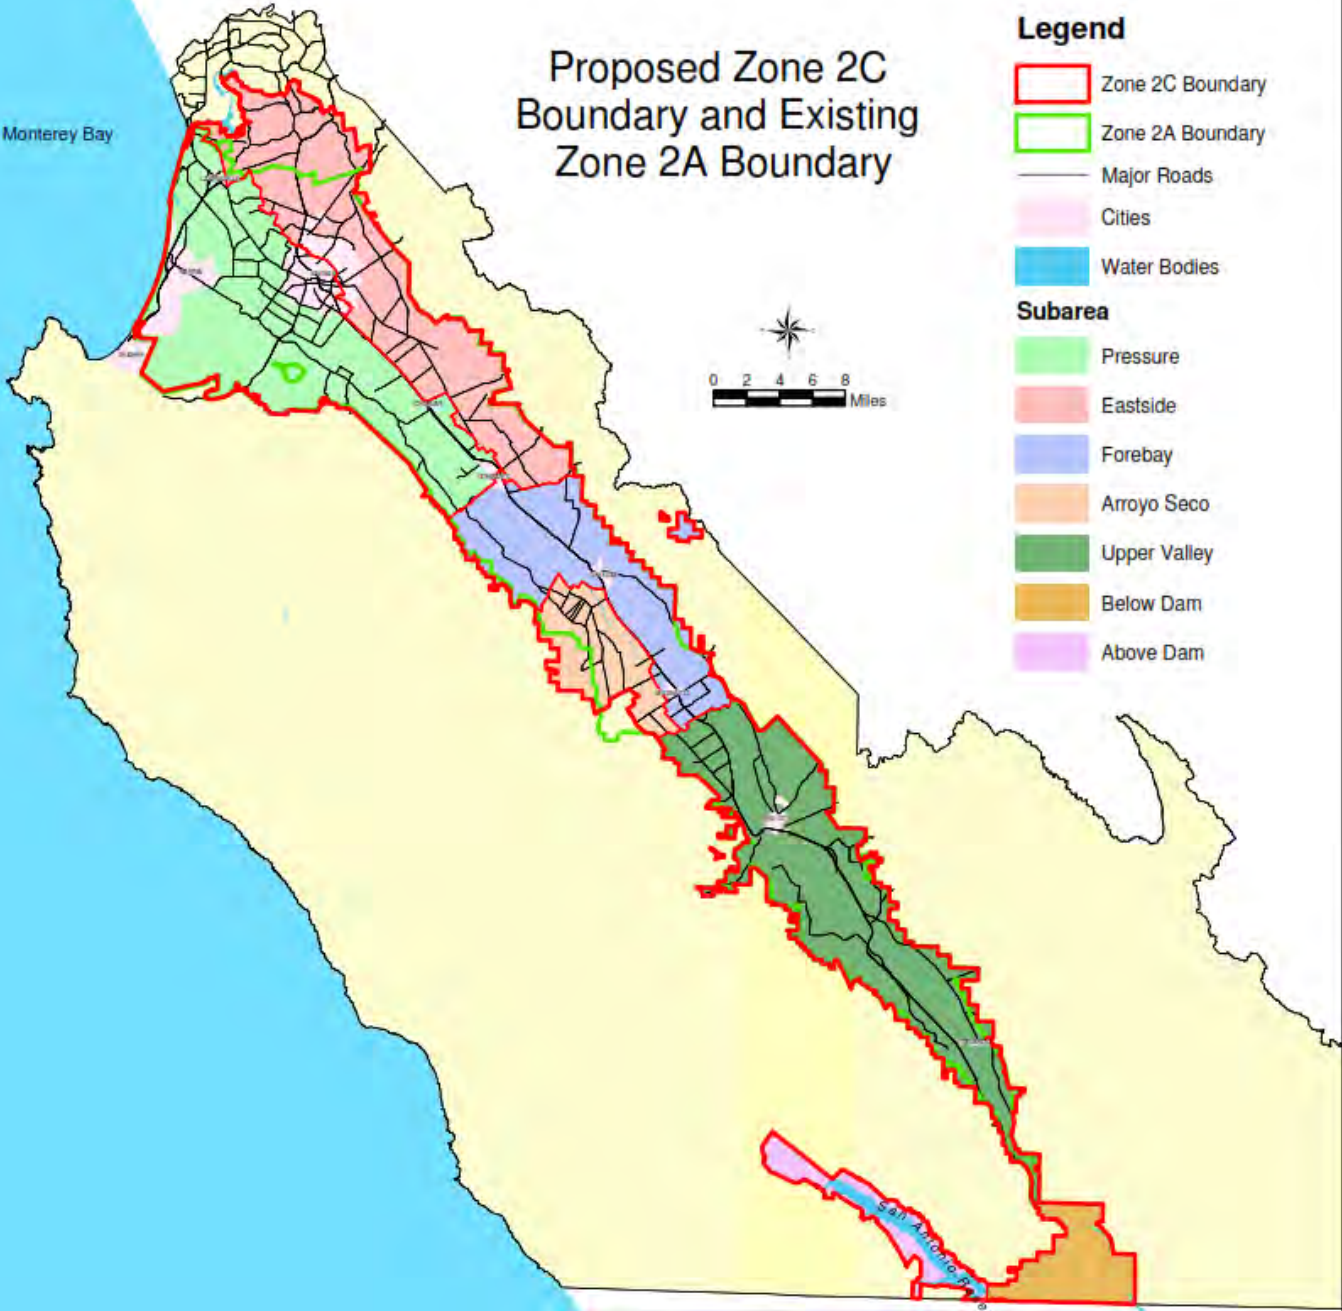 Proposed Zone 2C
Boundary and Existing
Zone 2A Boundary
Monterey Bay
Legend
Zone 2C Boundary
Zone 2A Boundary
Major Roads
Cities
Water Bodies
Subarea
Pressure
Eastside
Forebay
Arroyo Seco
Upper Valley
Below Dam
Above Dam
0 2 4 6 8
Miles
San Antonio